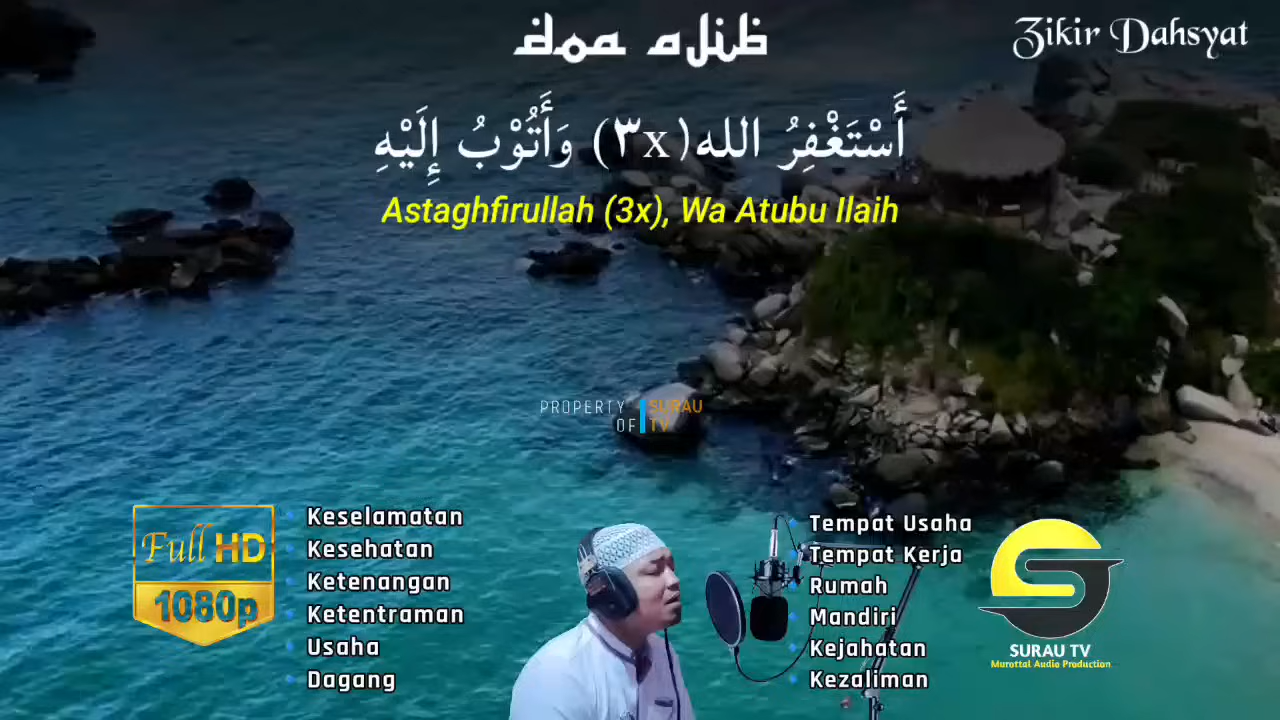 doa ajib
Zikir Dahsyat
أَسْتَغْفِرُ الله(٣x) وَأَتُوْبُ إِلَيْهِ
Astaghfirullah (3x), Wa Atubu Ilaih
PROPERTY OF
SURAU TV
Full HD
1080p
Keselamatan
Kesehatan
Ketenangan
Ketentraman
Usaha
Dagang
Tempat Usaha
Tempat Kerja
Rumah
Mandiri
Kejahatan
Kezaliman
SURAU TV
Murottal Audio Production